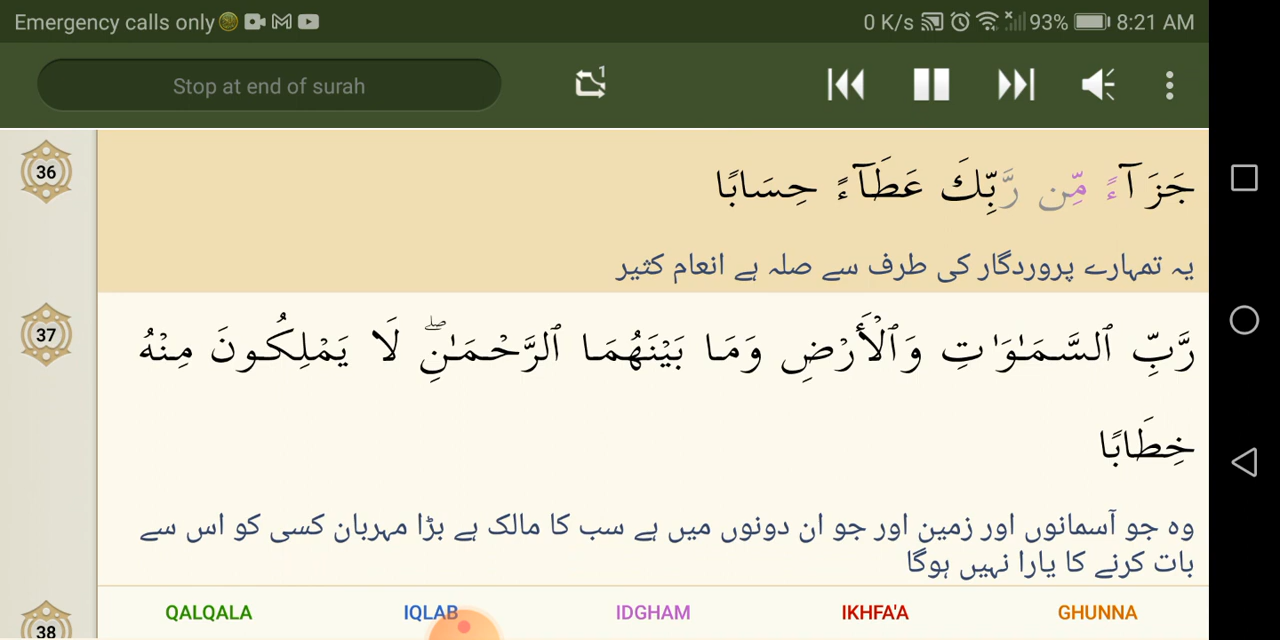 Emergency calls only 0 K/s 93% 8:21 AM
Stop at end of surah 1
36
جَزَآءً مِّن رَّبِّكَ عَطَآءً حِسَابًا
یہ تمہارے پروردگار کی طرف سے صلہ ہے انعام کثیر
37
رَّبِّ ٱلسَّمَـٰوَٰتِ وَٱلْأَرْضِ وَمَا بَيْنَهُمَا ٱلرَّحْمَـٰنِ ۖ لَا يَمْلِكُونَ مِنْهُ
خِطَابًا
وہ جو آسمانوں اور زمین اور جو ان دونوں میں ہے سب کا مالک ہے بڑا مہربان کسی کو اس سے
بات کرنے کا یارا نہیں ہوگا
38
QALQALA IQLAB IDGHAM IKHFA'A GHUNNA